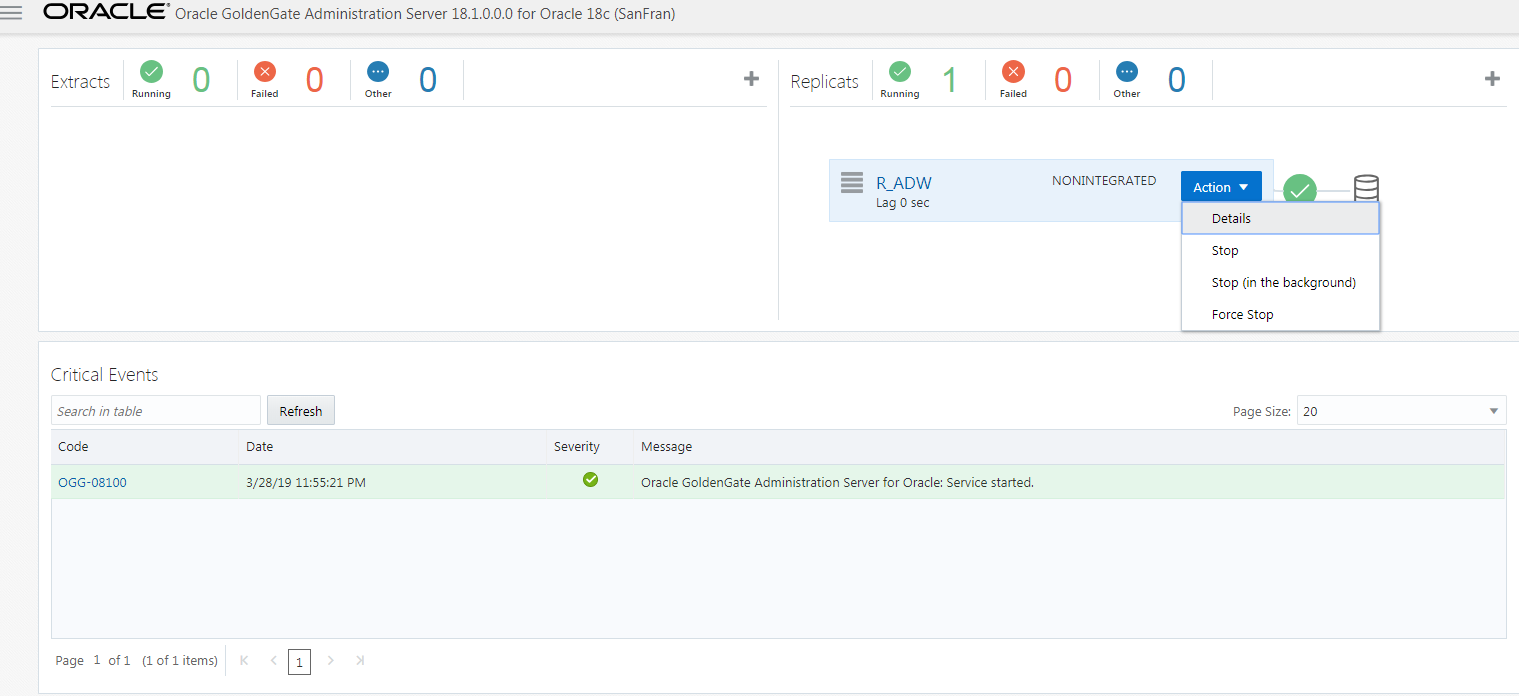 ORACLE® Oracle GoldenGate Administration Server 18.1.0.0.0 for Oracle 18c (SanFran)
Extracts Running 0 Failed 0 Other 0
Replicats Running 1 Failed 0 Other 0
R_ADW NONINTEGRATED Action
Lag 0 sec
Details
Stop
Stop (in the background)
Force Stop
Critical Events
Search in table Refresh Page Size: 20
Code Date Severity Message
OGG-08100 3/28/19 11:55:21 PM Oracle GoldenGate Administration Server for Oracle: Service started.
Page 1 of 1 (1 of 1 items) 1